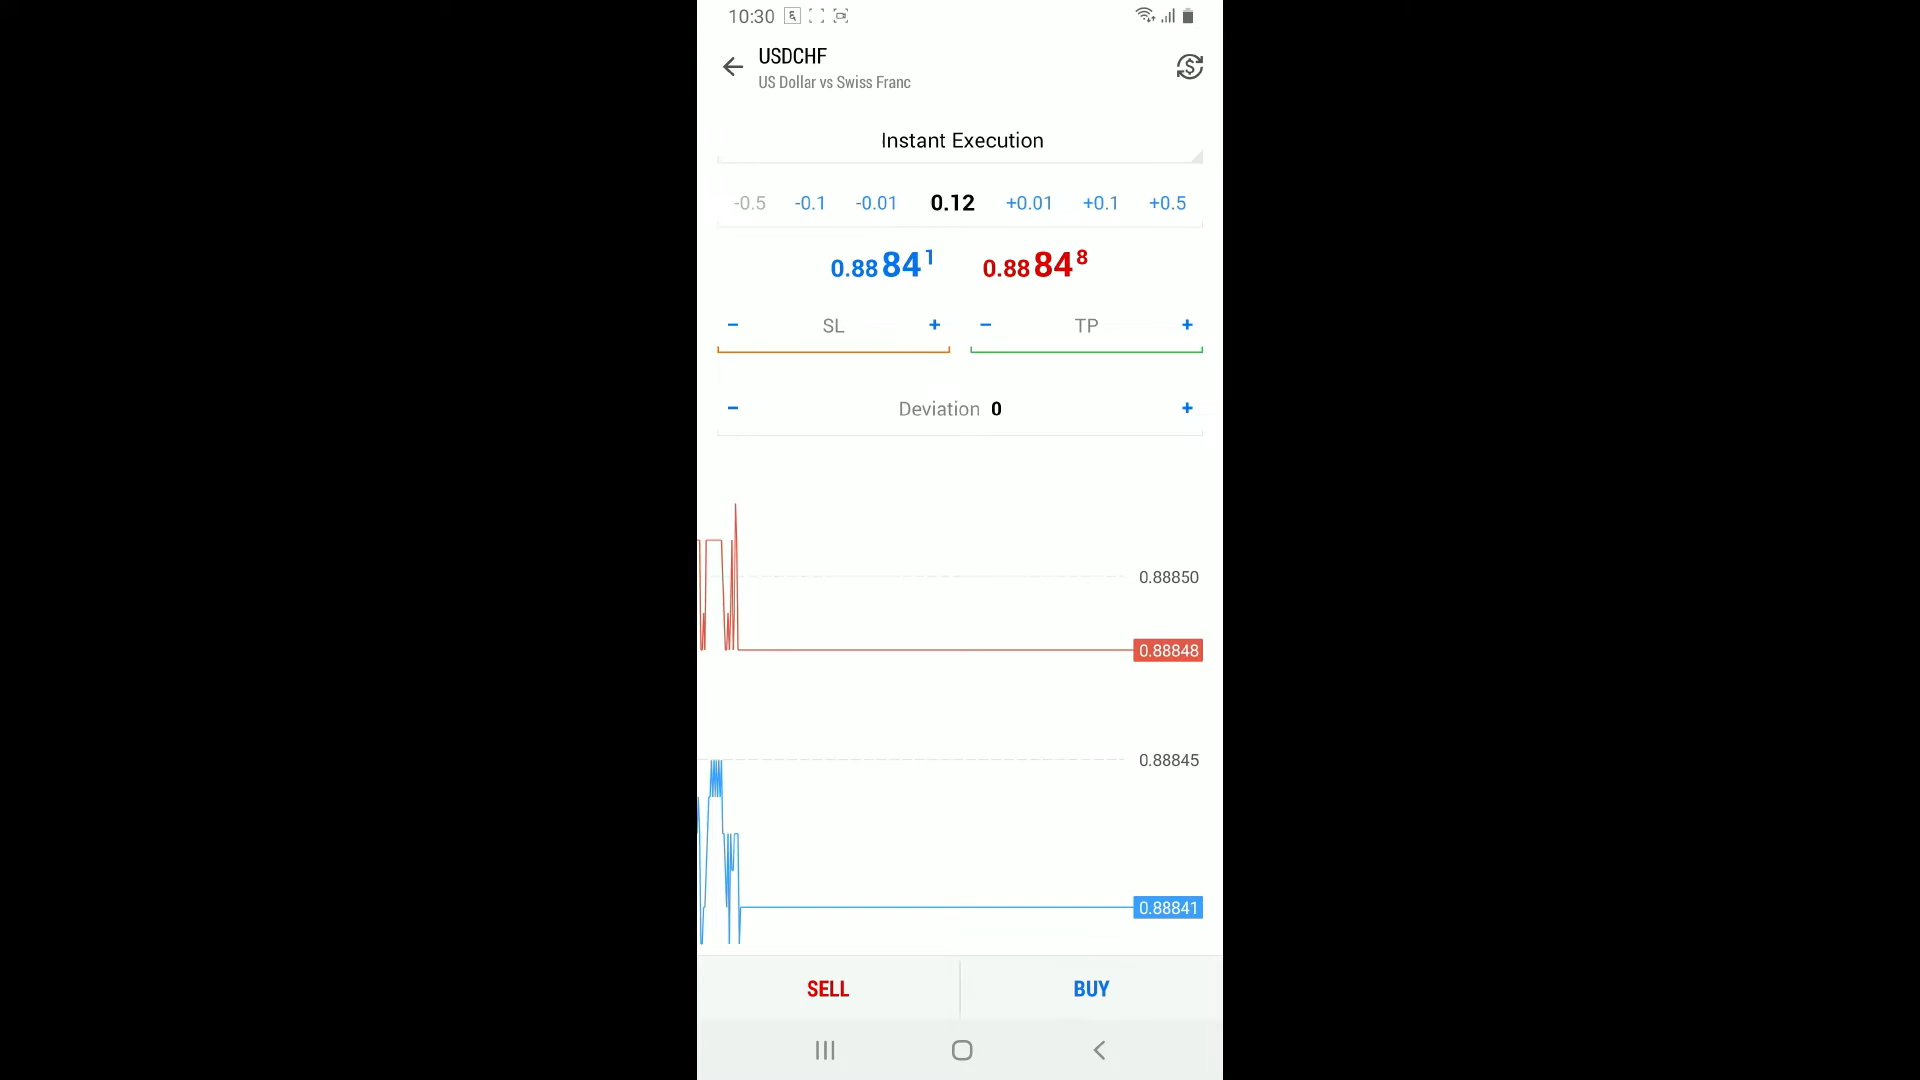 10:30
USDCHF
US Dollar vs Swiss Franc
Instant Execution
-0.5 -0.1 -0.01 0.12 +0.01 +0.1 +0.5
0.88841 0.88848
− SL + − TP +
− Deviation 0 +
0.88850
0.88848
0.88845
0.88841
SELL BUY